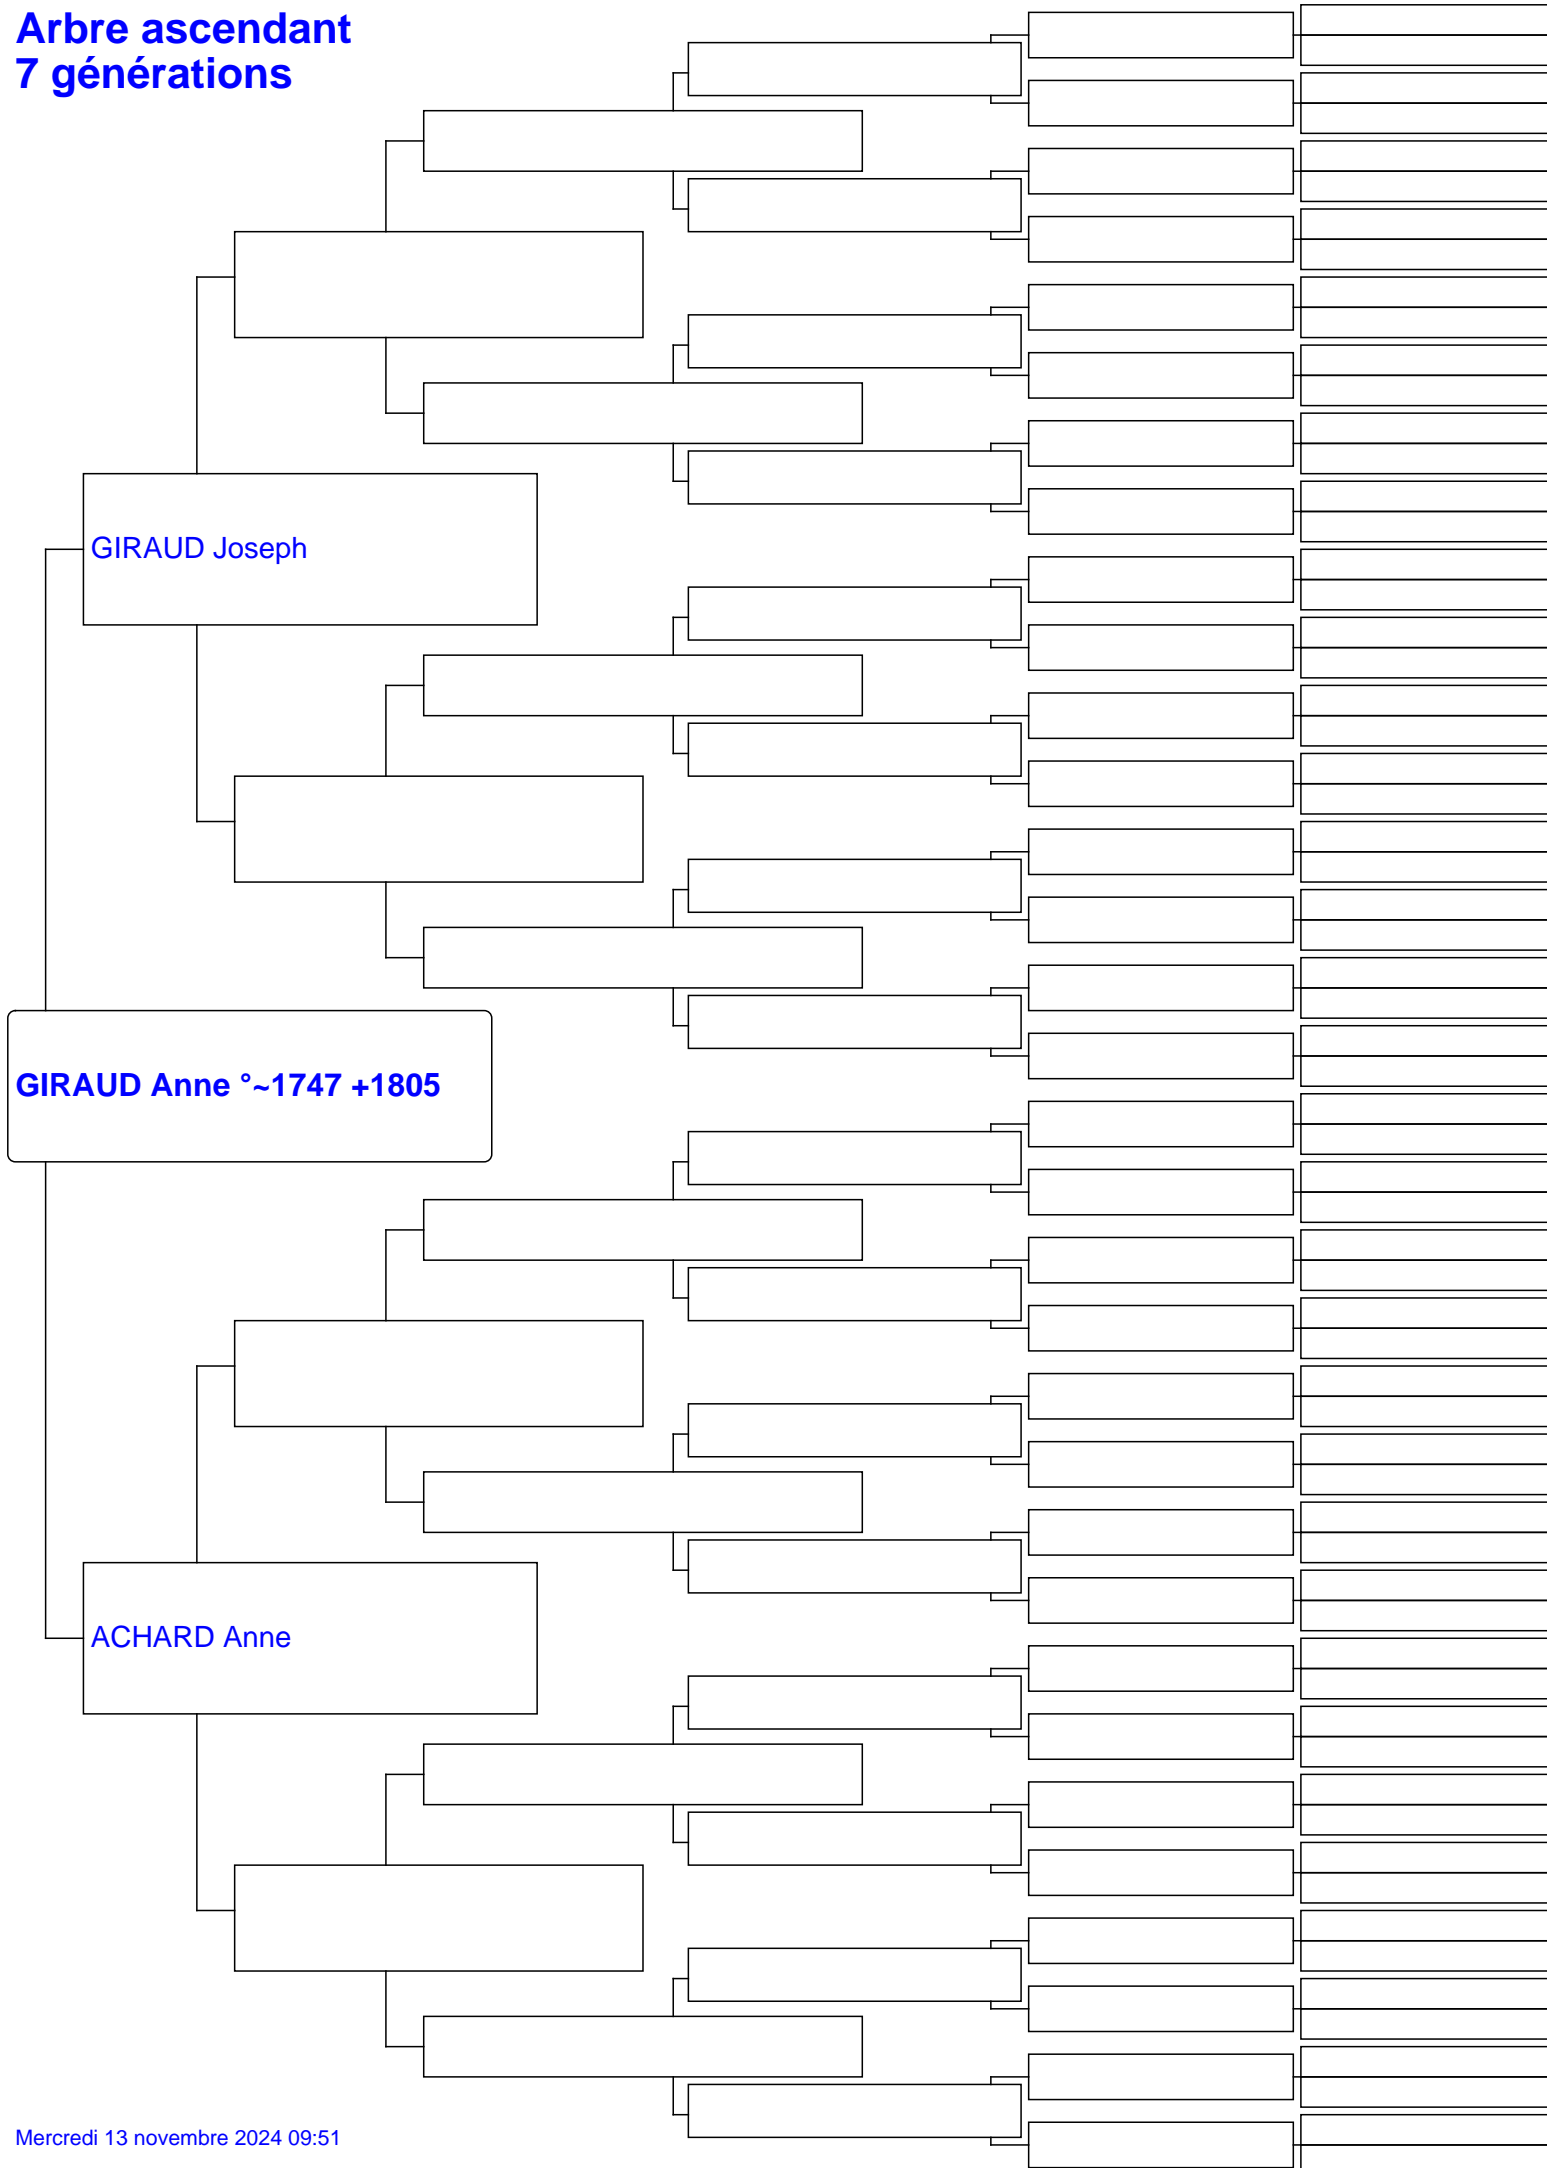 Arbre ascendant
7 générations
GIRAUD Joseph
GIRAUD Anne °~1747 +1805
ACHARD Anne
Mercredi 13 novembre 2024 09:51